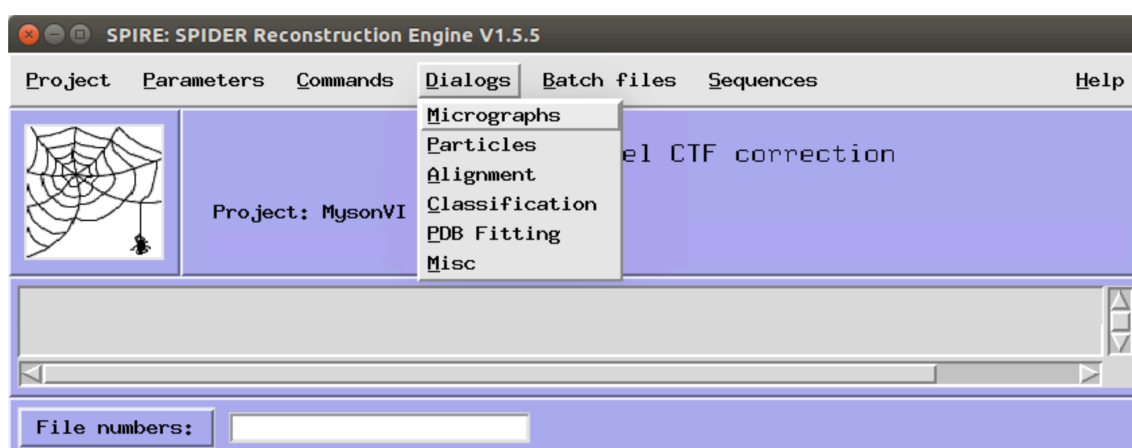 SPIRE: SPIDER Reconstruction Engine V1.5.5
Project Parameters Commands Dialogs Batch files Sequences Help
Micrographs
Particles
Alignment
Classification
PDB Fitting
Misc
CTF correction
Project: MysonVI
File numbers: